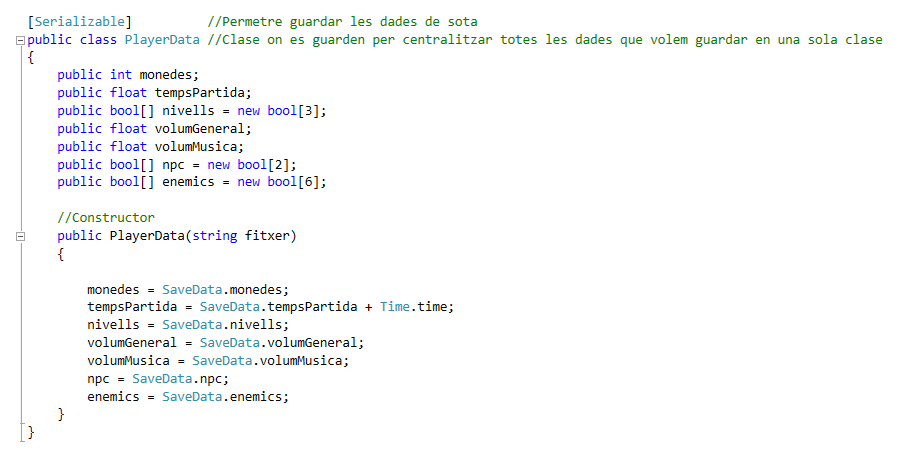 [Serializable]          //Permetre guardar les dades de sota
public class PlayerData //Clase on es guarden per centralitzar totes les dades que volem guardar en una sola clase
{
    public int monedes;
    public float tempsPartida;
    public bool[] nivells = new bool[3];
    public float volumGeneral;
    public float volumMusica;
    public bool[] npc = new bool[2];
    public bool[] enemics = new bool[6];

    //Constructor
    public PlayerData(string fitxer)
    {

        monedes = SaveData.monedes;
        tempsPartida = SaveData.tempsPartida + Time.time;
        nivells = SaveData.nivells;
        volumGeneral = SaveData.volumGeneral;
        volumMusica = SaveData.volumMusica;
        npc = SaveData.npc;
        enemics = SaveData.enemics;
    }
}